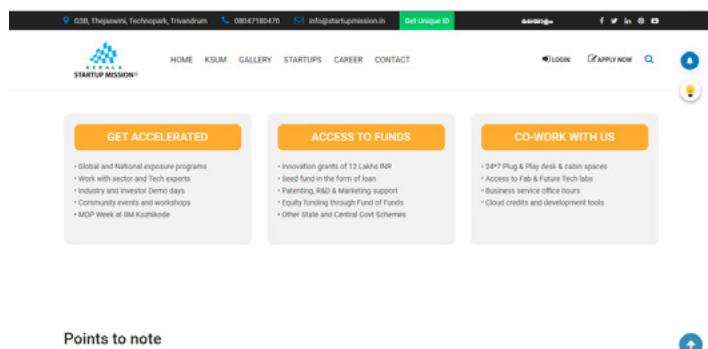 G3B, Thejaswini, Technopark, Trivandrum 08047180470 info@startupmission.in Get Unique ID മലയാളം
KERALA
STARTUP MISSION
HOME KSUM GALLERY STARTUPS CAREER CONTACT LOGIN APPLY NOW
GET ACCELERATED
• Global and National exposure programs
• Work with sector and Tech experts
• Industry and Investor Demo days
• Community events and workshops
• MDP Week at IIM Kozhikode
ACCESS TO FUNDS
• Innovation grants of 12 Lakhs INR
• Seed fund in the form of loan
• Patenting, R&D & Marketing support
• Equity funding through Fund of Funds
• Other State and Central Govt Schemes
CO-WORK WITH US
• 24*7 Plug & Play desk & cabin spaces
• Access to Fab & Future Tech labs
• Business service office hours
• Cloud credits and development tools
Points to note